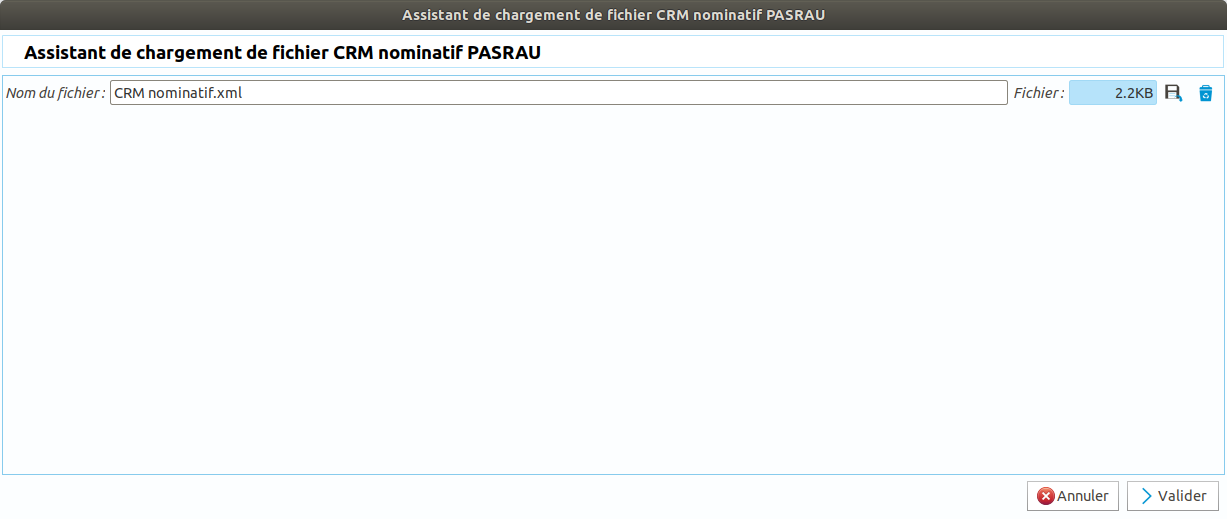 Assistant de chargement de fichier CRM nominatif PASRAU
Assistant de chargement de fichier CRM nominatif PASRAU
Nom du fichier : CRM nominatif.xml Fichier : 2.2KB
Annuler Valider